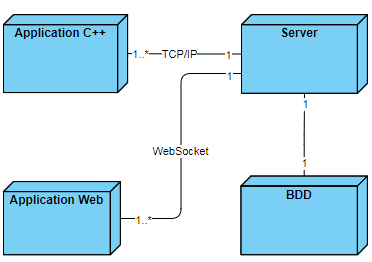 Application C++
Server
1..* TCP/IP 1
1
1
WebSocket
1
Application Web
BDD
1..*